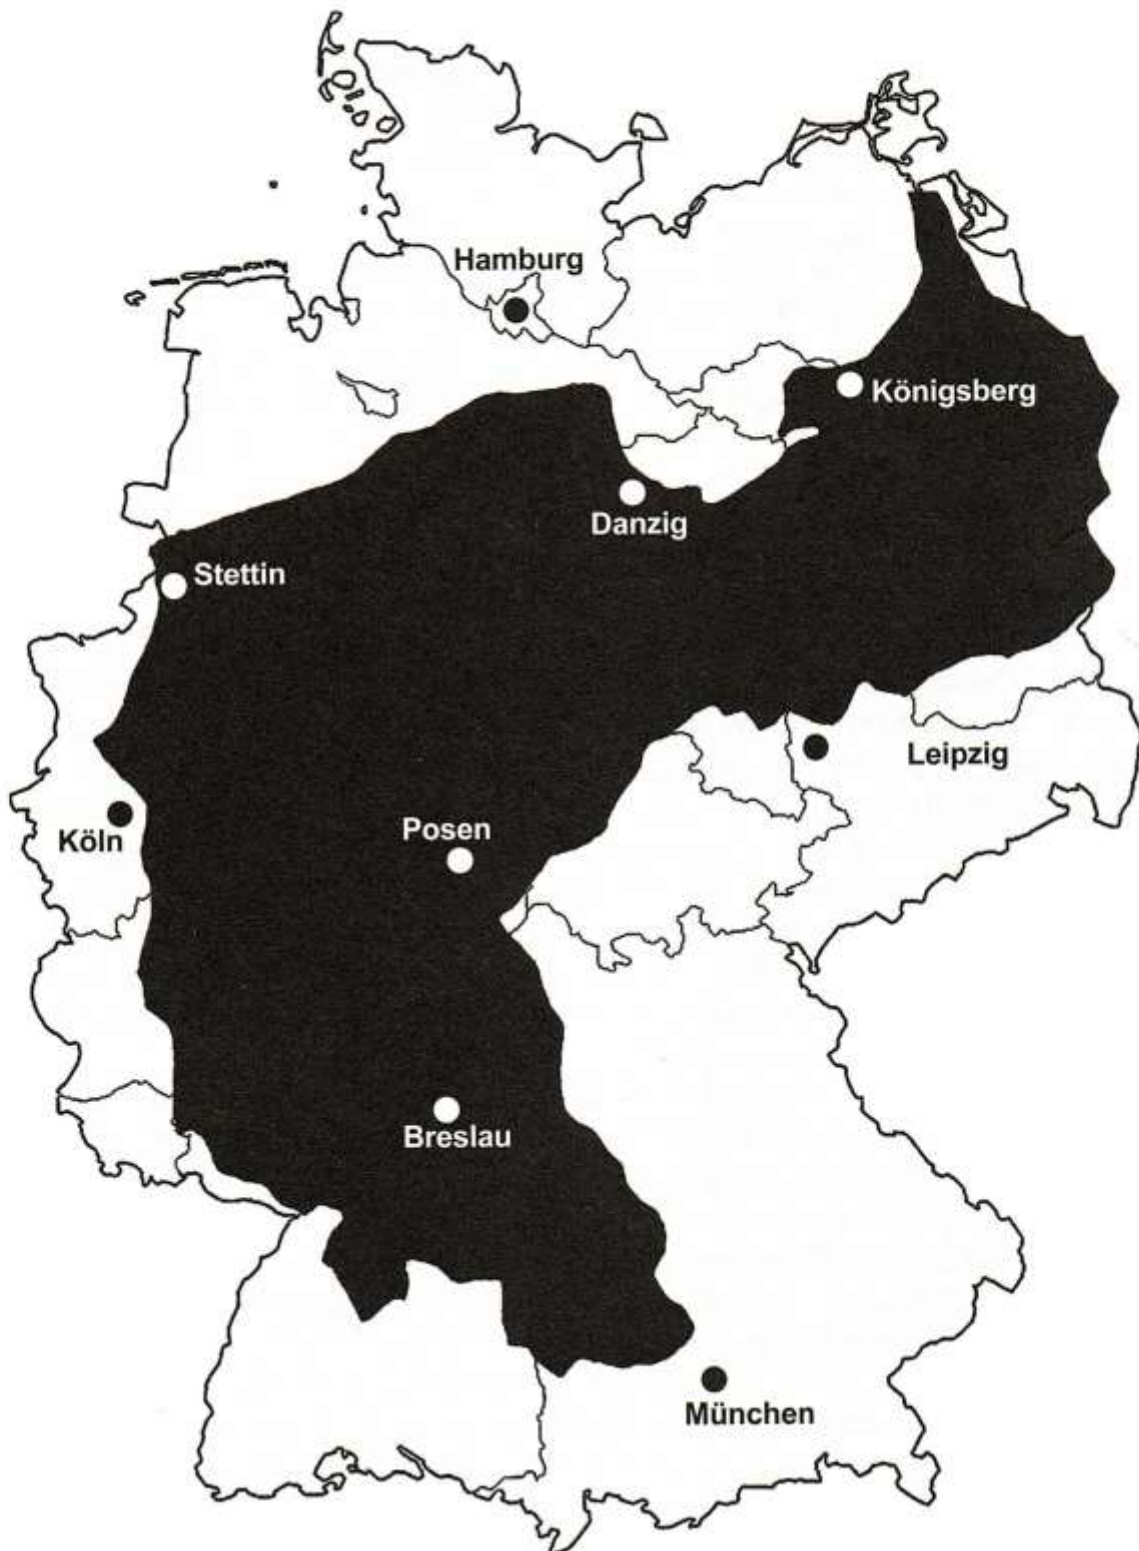 Hamburg
Königsberg
Danzig
Stettin
Leipzig
Posen
Köln
Breslau
München